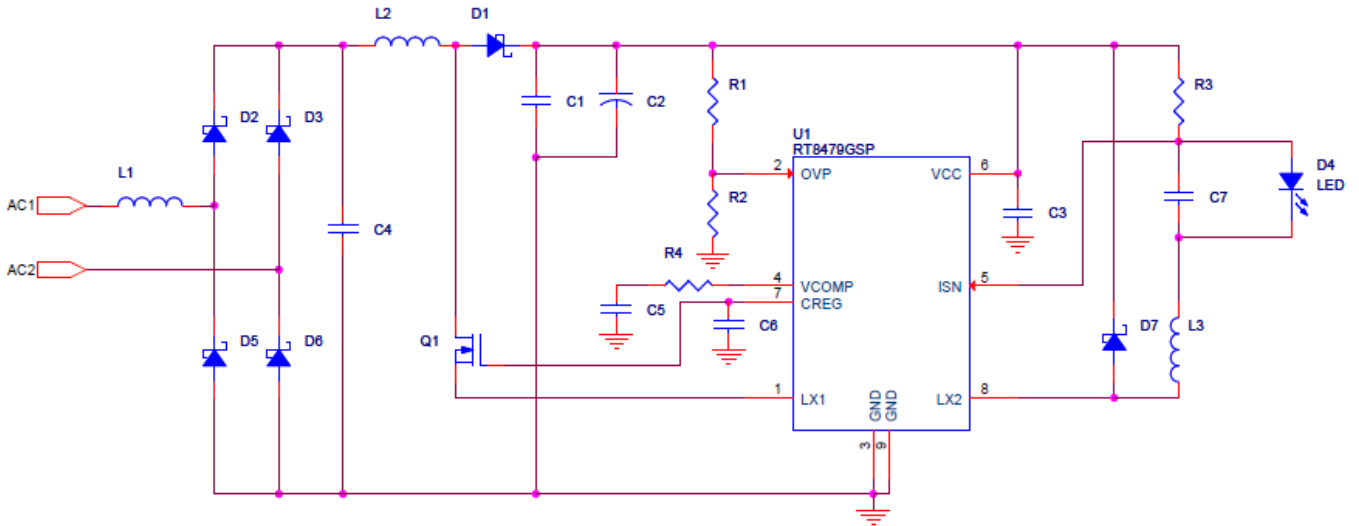 L2
D1
C1
C2
R1
R3
D2
D3
U1
RT8479GSP
2
OVP
VCC
6
D4
LED
L1
AC1
R2
C3
C7
C4
AC2
R4
4
VCOMP
ISN
5
7
CREG
C5
C6
D5
D6
Q1
D7
L3
1
LX1
GND
GND
LX2
8
3
9